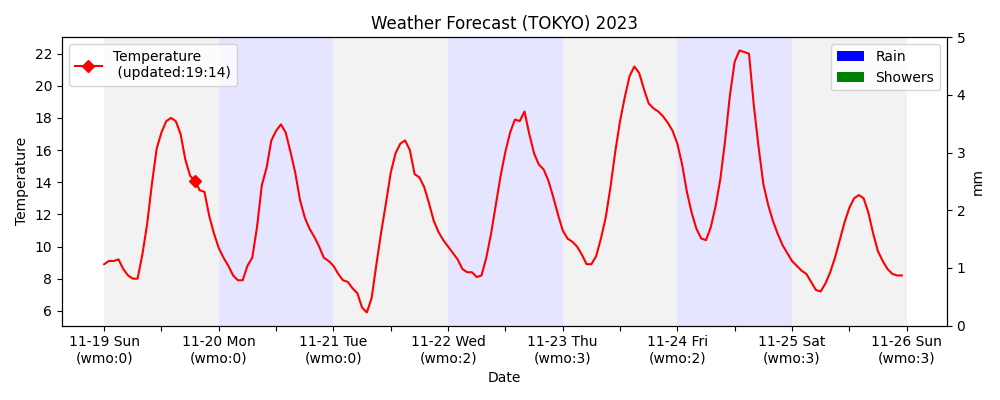 Weather Forecast (TOKYO) 2023
Temperature
(updated:19:14)
Rain
Showers
Temperature
22
20
18
16
14
12
10
8
6
5
4
3
2
1
0
mm
11-19 Sun 11-20 Mon 11-21 Tue 11-22 Wed 11-23 Thu 11-24 Fri 11-25 Sat 11-26 Sun
(wmo:0) (wmo:0) (wmo:0) (wmo:2) (wmo:3) (wmo:2) (wmo:3) (wmo:3)
Date